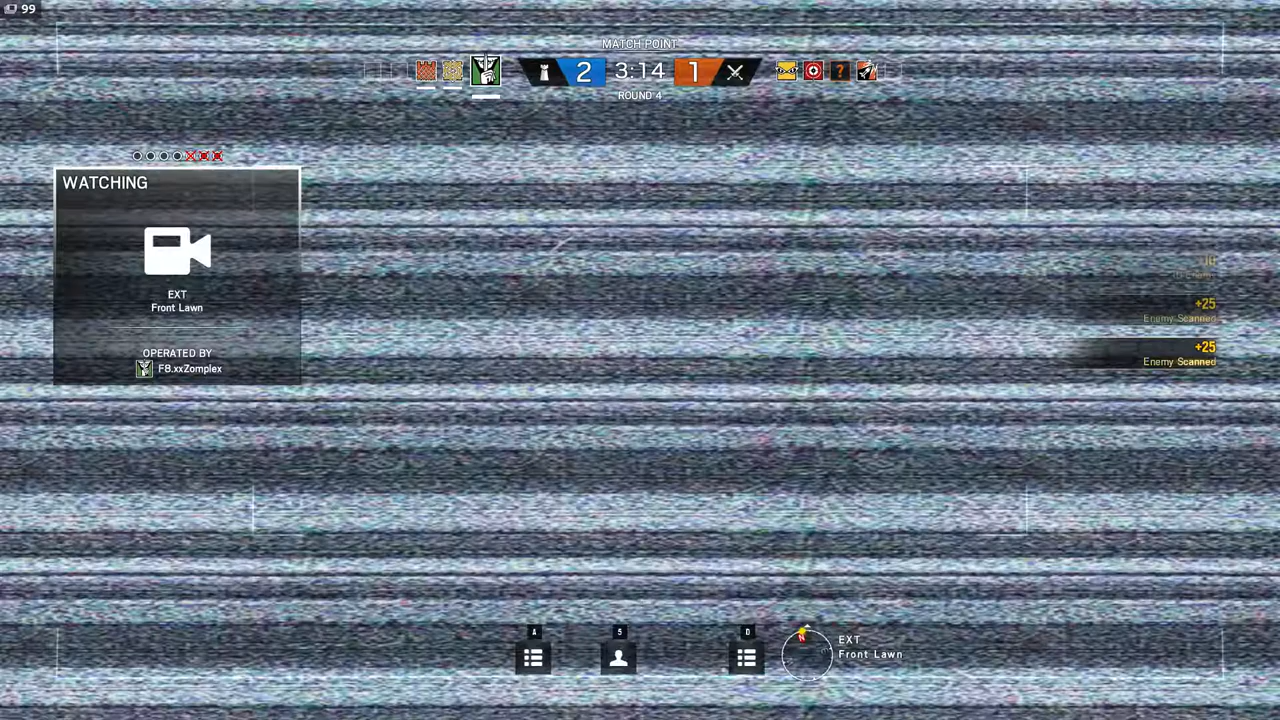 99
MATCH POINT
2 3:14 1
?
ROUND 4
WATCHING
EXT
Front Lawn
OPERATED BY
FB.xxZomplex
+25
Enemy Scanned
+25
Enemy Scanned
A S D
N
EXT
Front Lawn